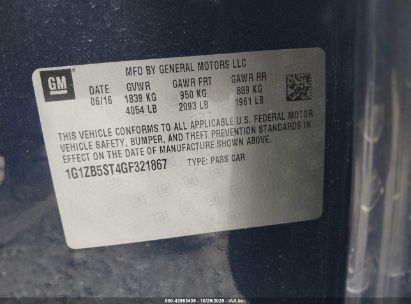 GM
MFD BY GENERAL MOTORS LLC
DATE GVWR GAWR FRT GAWR RR
06/16 1839 KG 950 KG 889 KG
4054 LB 2093 LB 1961 LB
THIS VEHICLE CONFORMS TO ALL APPLICABLE U.S. FEDERAL MOTOR
VEHICLE SAFETY, BUMPER, AND THEFT PREVENTION STANDARDS
IN EFFECT ON THE DATE OF MANUFACTURE SHOWN ABOVE.
1G1ZB5ST4GF321867 TYPE: PASS CAR